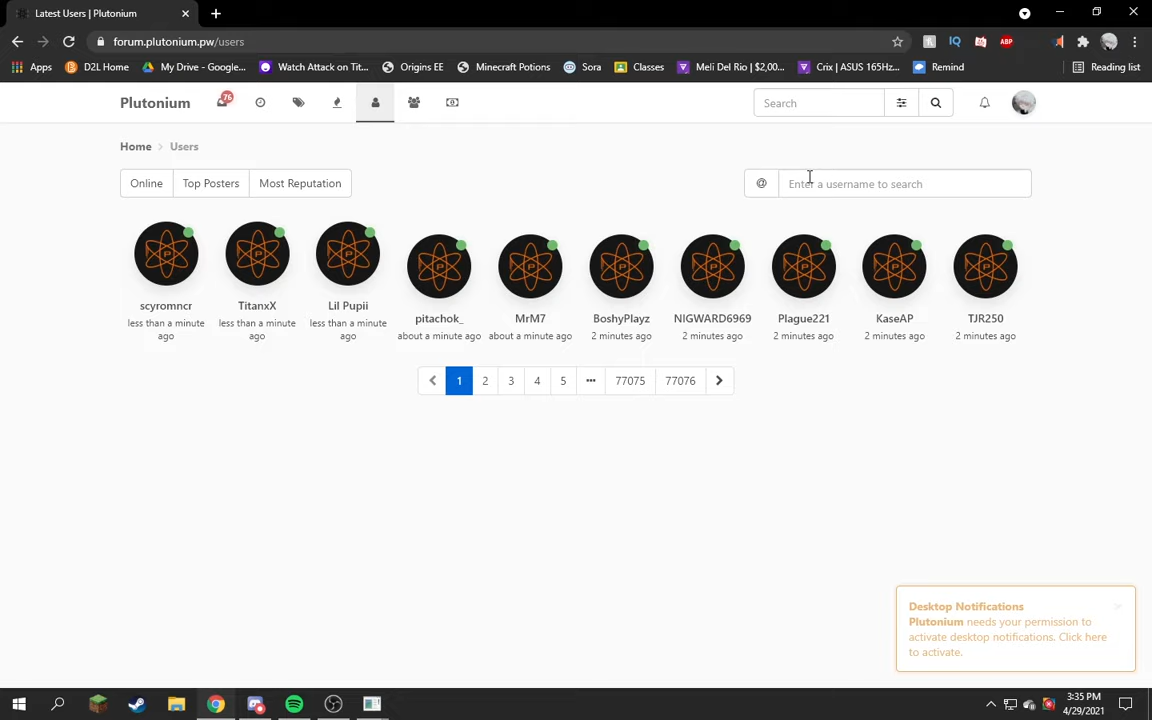 Latest Users | Plutonium
forum.plutonium.pw/users
ABP
Apps D2L Home My Drive - Google... Watch Attack on Tit... Origins EE Minecraft Potions Sora Classes Meli Del Rio | $2,00... Crix | ASUS 165Hz... Remind Reading list
Plutonium 76 Search
Home > Users
Online Top Posters Most Reputation @ Enter a username to search
scyromncr TitanxX Lil Pupii pitachok_ MrM7 BoshyPlayz NIGWARD6969 Plague221 KaseAP TJR250
less than a minute ago less than a minute ago less than a minute ago about a minute ago about a minute ago 2 minutes ago 2 minutes ago 2 minutes ago 2 minutes ago 2 minutes ago
1 2 3 4 5 ••• 77075 77076
Desktop Notifications
Plutonium needs your permission to
activate desktop notifications. Click here
to activate.
3:35 PM
4/29/2021